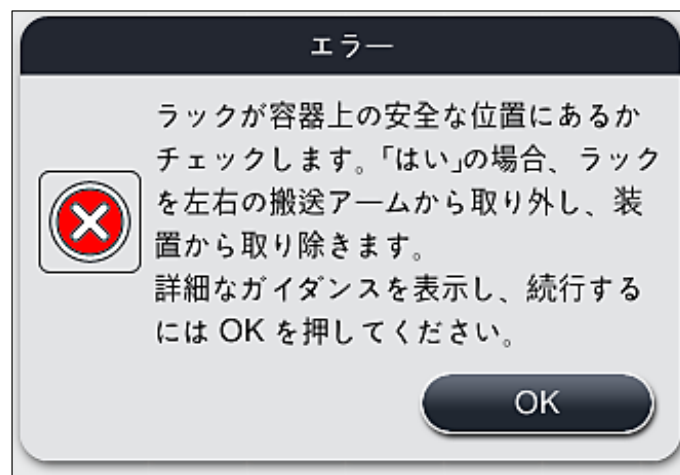 エラー
ラックが容器上の安全な位置にあるか
チェックします。「はい」の場合、ラック
を左右の搬送アームから取り外し、装
置から取り除きます。
詳細なガイダンスを表示し、続行する
には OK を押してください。
OK